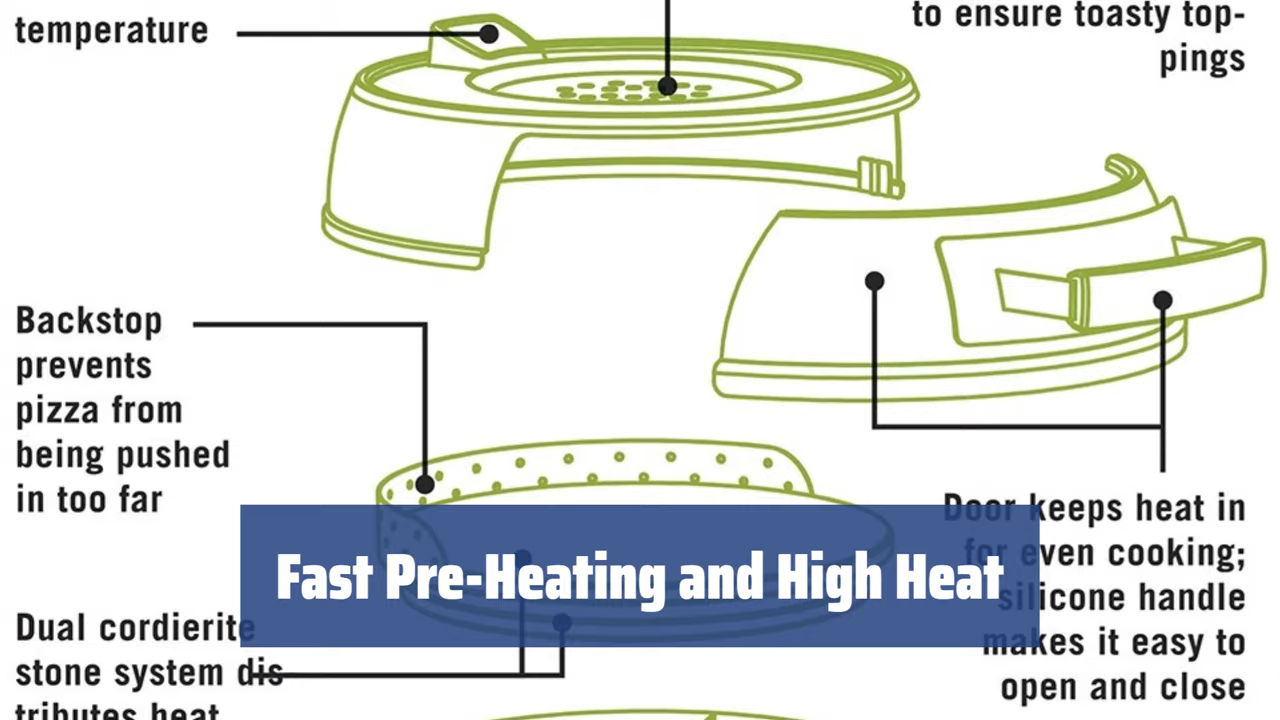 temperature
to ensure toasty top-
pings
Backstop
prevents
pizza from
being pushed
in too far
Door keeps heat in
for even cooking;
silicone handle
makes it easy to
open and close
Fast Pre-Heating and High Heat
Dual cordierite
stone system dis
tributes heat